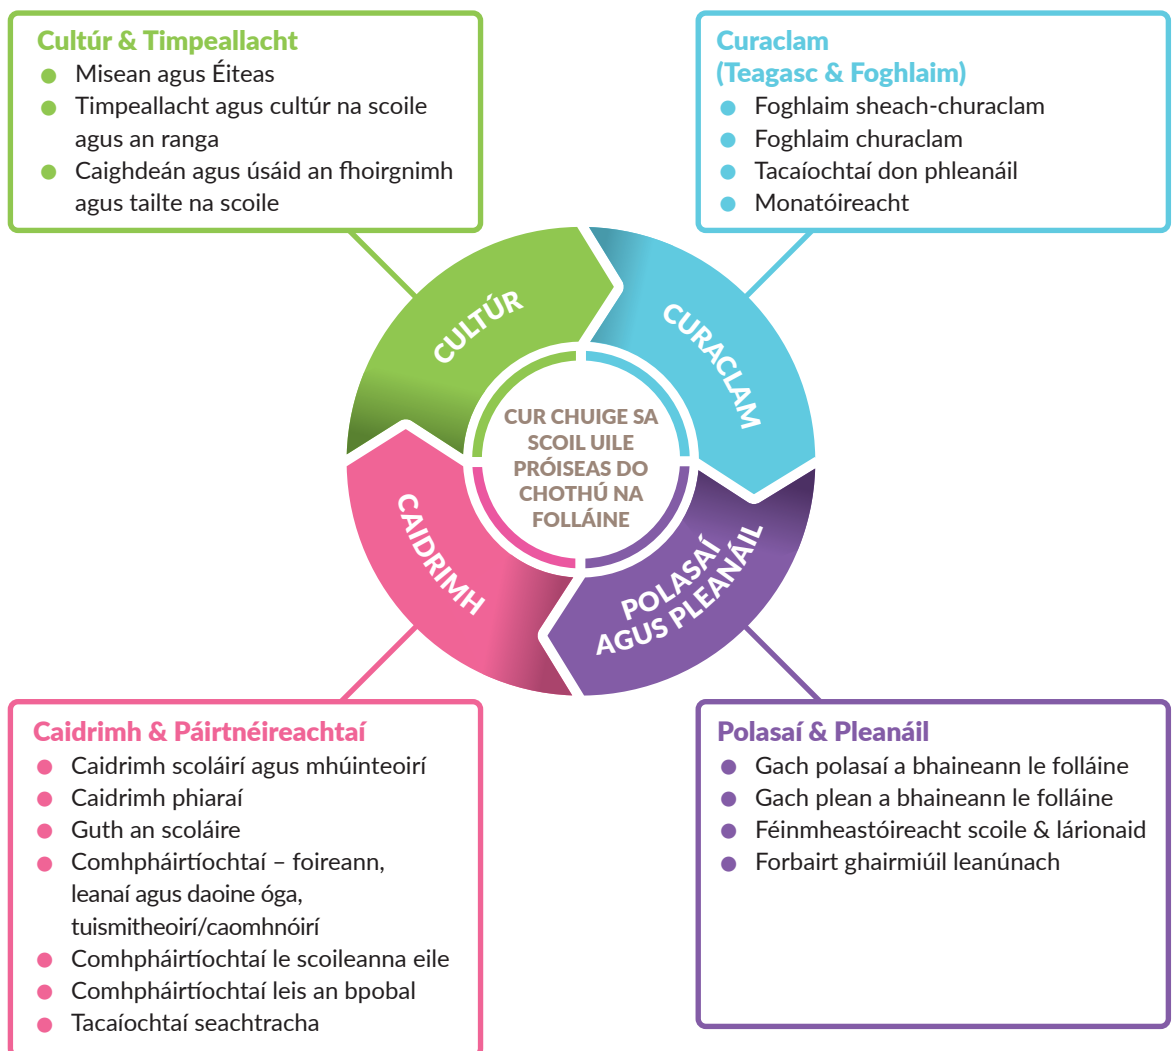 Cultúr & Timpeallacht
Misean agus Éiteas
Timpeallacht agus cultúr na scoile
agus an ranga
Caighdeán agus úsáid an fhoirgnimh
agus tailte na scoile
Curaclam
(Teagasc & Foghlaim)
Foghlaim sheach-churaclam
Foghlaim churaclam
Tacaíochtaí don phleanáil
Monatóireacht
CULTÚR
CURACLAM
CUR CHUIGE SA
SCOIL UILE
PRÓISEAS DO
CHOTHÚ NA
FOLLÁINE
CAIDRIMH
POLASAÍ
AGUS PLEANÁIL
Caidrimh & Páirtnéireachtaí
Caidrimh scoláirí agus mhúinteoirí
Caidrimh phiaraí
Guth an scoláire
Comhpháirtíochtaí – foireann,
leanaí agus daoine óga,
tuismitheoirí/caomhnóirí
Comhpháirtíochtaí le scoileanna eile
Comhpháirtíochtaí leis an bpobal
Tacaíochtaí seachtracha
Polasaí & Pleanáil
Gach polasaí a bhaineann le folláine
Gach plean a bhaineann le folláine
Féinmheastóireacht scoile & lárionaid
Forbairt ghairmiúil leanúnach